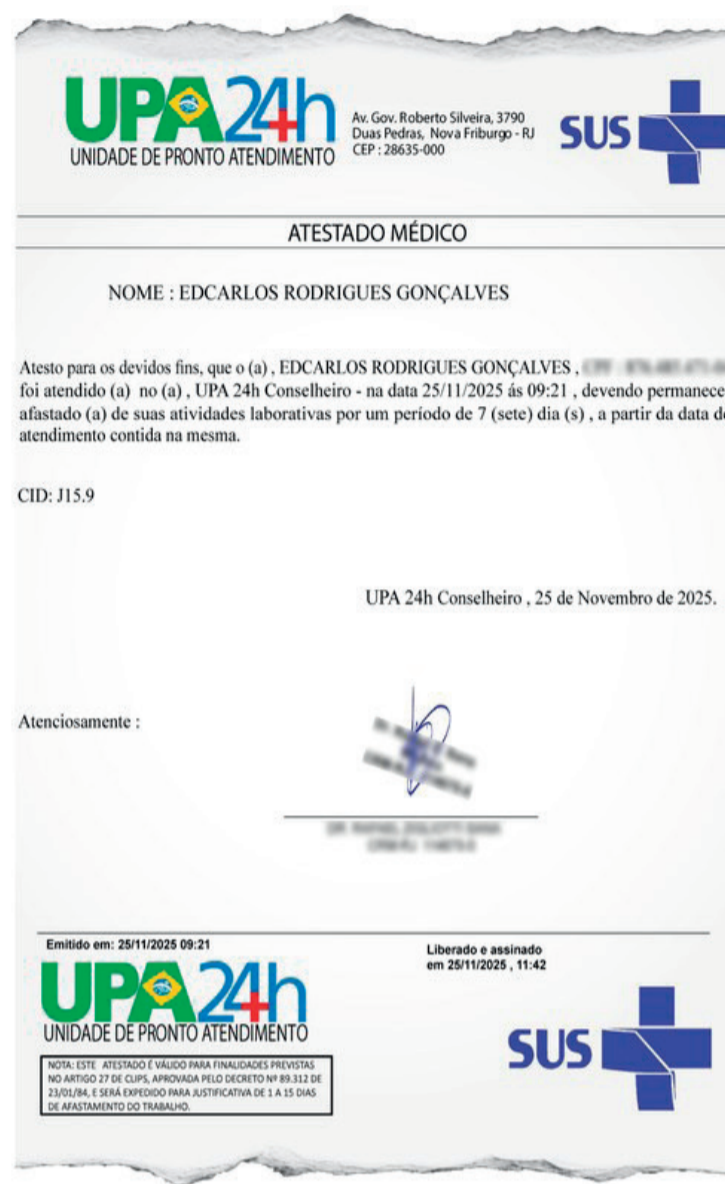 UPA24h
UNIDADE DE PRONTO ATENDIMENTO
Av. Gov. Roberto Silveira, 3790
Duas Pedras, Nova Friburgo - RJ
CEP : 28635-000
SUS
ATESTADO MÉDICO
NOME : EDCARLOS RODRIGUES GONÇALVES
Atesto para os devidos fins, que o (a) , EDCARLOS RODRIGUES GONÇALVES ,
foi atendido (a) no (a) , UPA 24h Conselheiro - na data 25/11/2025 ás 09:21 , devendo permanece
afastado (a) de suas atividades laborativas por um período de 7 (sete) dia (s) , a partir da data de
atendimento contida na mesma.
CID: J15.9
UPA 24h Conselheiro , 25 de Novembro de 2025.
Atenciosamente :
Emitido em: 25/11/2025 09:21
Liberado e assinado
em 25/11/2025 , 11:42
UPA24h
UNIDADE DE PRONTO ATENDIMENTO
SUS
NOTA: ESTE ATESTADO É VÁLIDO PARA FINALIDADES PREVISTAS
NO ARTIGO 27 DE CLIPS, APROVADA PELO DECRETO Nº 89.312 DE
23/01/84, E SERÁ EXPEDIDO PARA JUSTIFICATIVA DE 1 A 15 DIAS
DE AFASTAMENTO DO TRABALHO.